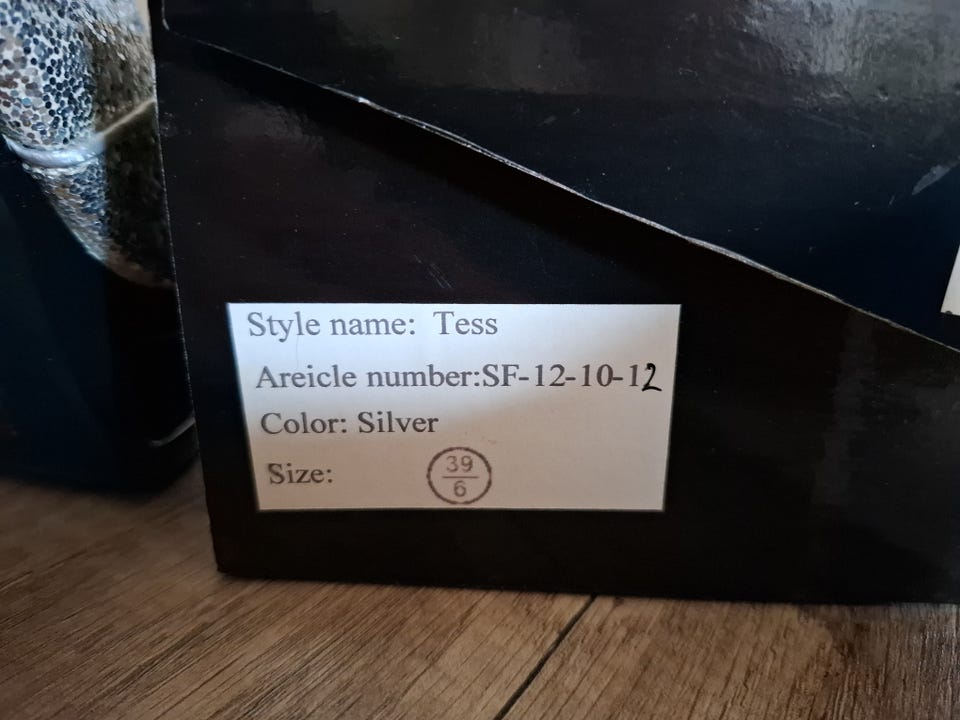 Style name: Tess
Areicle number:SF-12-10-12
Color: Silver
Size: 39
6